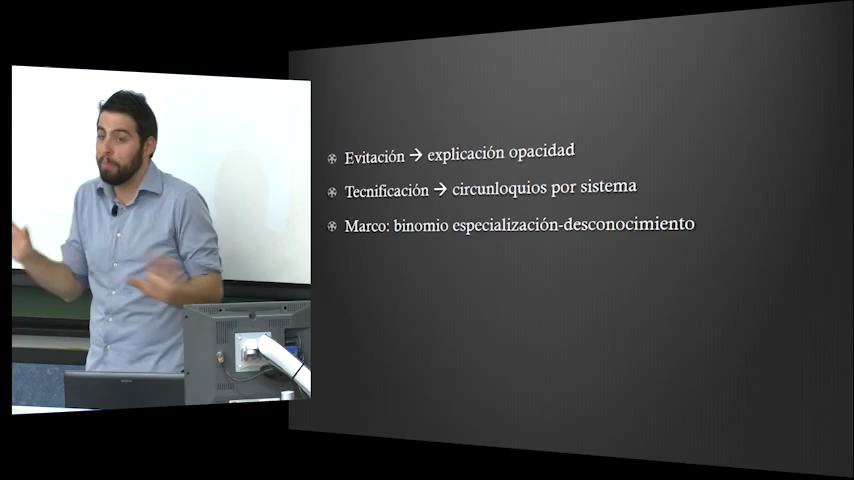 Evitación → explicación opacidad
Tecnificación → circunloquios por sistema
Marco: binomio especialización-desconocimiento